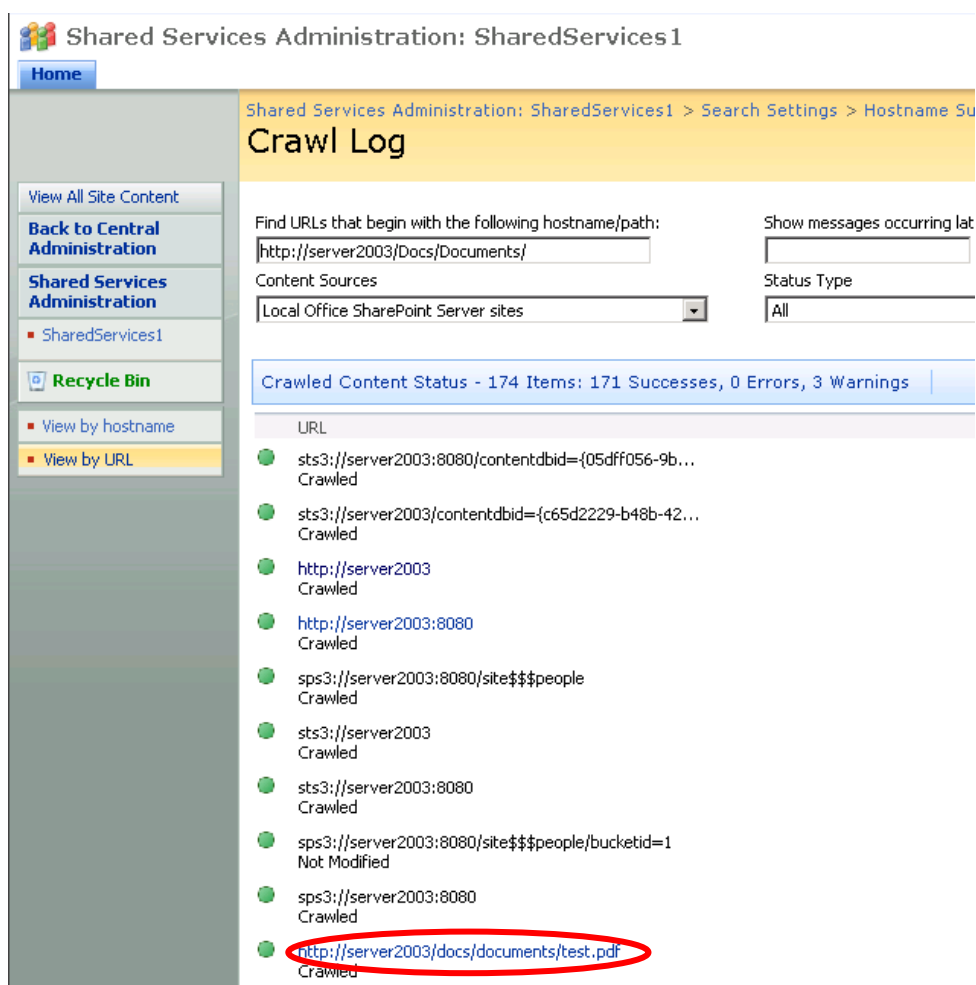 Shared Services Administration: SharedServices1
Home
Shared Services Administration: SharedServices1 > Search Settings > Hostname Su
Crawl Log
View All Site Content
Back to Central
Administration
Shared Services
Administration
SharedServices1
Recycle Bin
View by hostname
View by URL
Find URLs that begin with the following hostname/path:
Show messages occurring lat
http://server2003/Docs/Documents/
Content Sources
Status Type
Local Office SharePoint Server sites
All
Crawled Content Status - 174 Items: 171 Successes, 0 Errors, 3 Warnings
URL
sts3://server2003:8080/contentdbid={05dff056-9b...
Crawled
sts3://server2003/contentdbid={c65d2229-b48b-42...
Crawled
http://server2003
Crawled
http://server2003:8080
Crawled
sps3://server2003:8080/site$$$people
Crawled
sts3://server2003
Crawled
sts3://server2003:8080
Crawled
sps3://server2003:8080/site$$$people/bucketid=1
Not Modified
sps3://server2003:8080
Crawled
http://server2003/docs/documents/test.pdf
Crawled